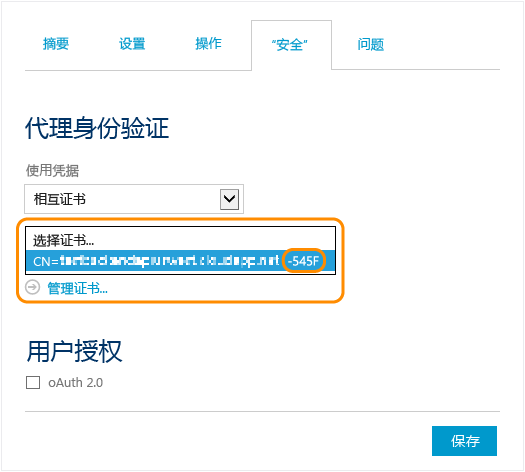 摘要 设置 操作 “安全” 问题
代理身份验证
使用凭据
相互证书
选择证书...
CN= -545F
管理证书...
用户授权
oAuth 2.0
保存